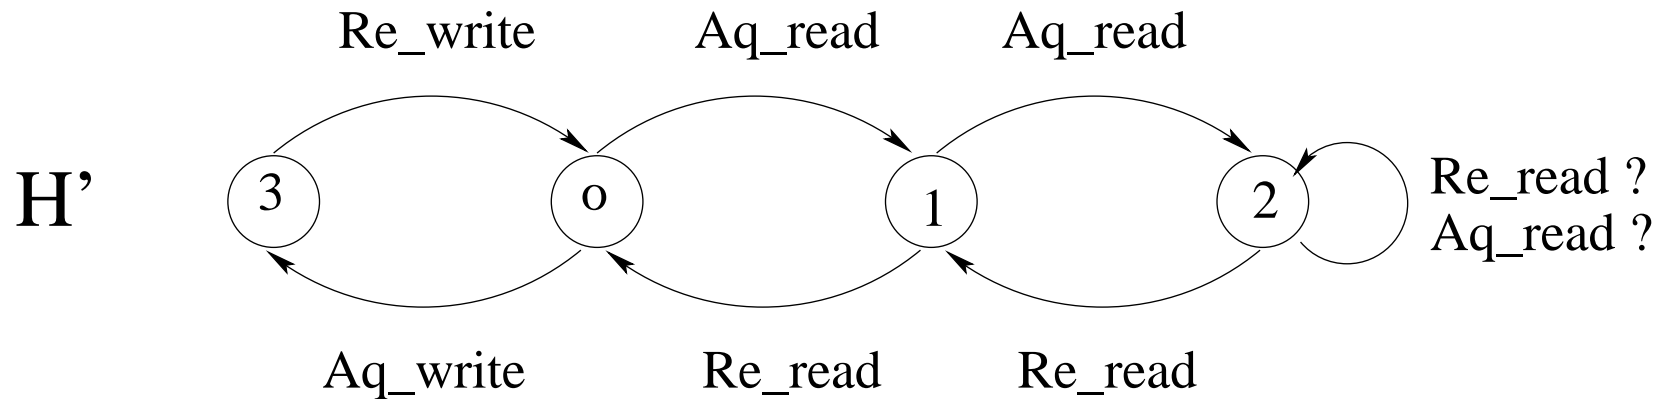 Re_write Aq_read Aq_read
H' 3 o 1 2 Re_read ?
Aq_read ?
Aq_write Re_read Re_read